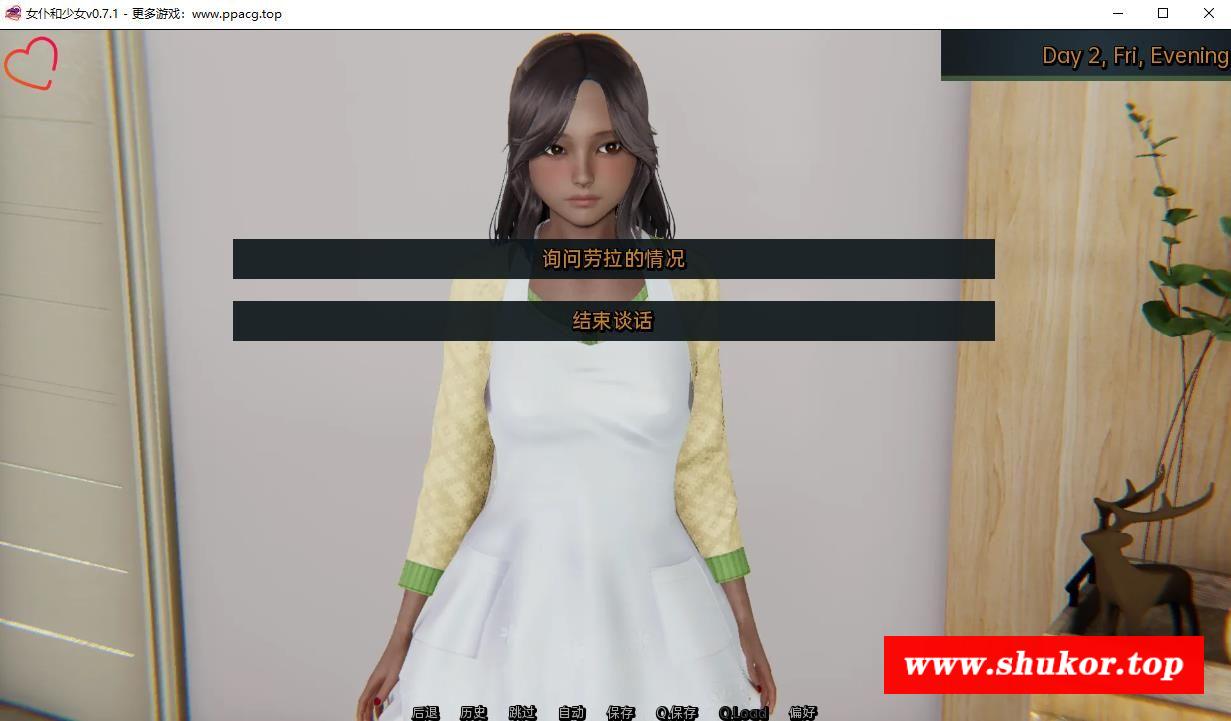 女仆和少女v0.7.1 - 更多游戏：www.ppacg.top
Day 2, Fri, Evening
询问劳拉的情况
结束谈话
www.shukor.top
后退 历史 跳过 自动 保存 Q.保存 Q.Load 偏好